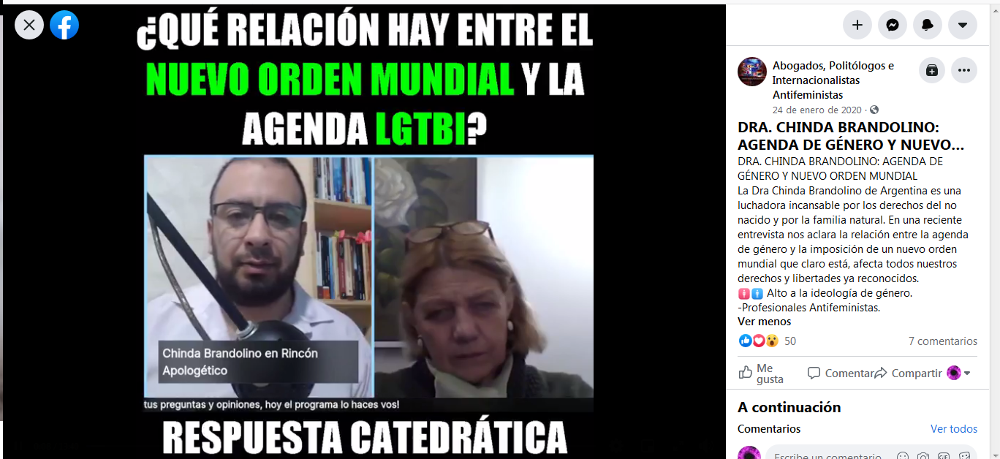 ¿QUÉ RELACIÓN HAY ENTRE EL
NUEVO ORDEN MUNDIAL Y LA
AGENDA LGTBI?
Chinda Brandolino en Rincón
Apologético
tus preguntas y opiniones, hoy el programa lo haces vos!
RESPUESTA CATEDRÁTICA
Abogados, Politólogos e
Internacionalistas
Antifeministas
24 de enero de 2020 ·
DRA. CHINDA BRANDOLINO:
AGENDA DE GÉNERO Y NUEVO...
DRA. CHINDA BRANDOLINO: AGENDA DE
GÉNERO Y NUEVO ORDEN MUNDIAL
La Dra Chinda Brandolino de Argentina es una
luchadora incansable por los derechos del no
nacido y por la familia natural. En una reciente
entrevista nos aclara la relación entre la agenda
de género y la imposición de un nuevo orden
mundial que claro está, afecta todos nuestros
derechos y libertades ya reconocidos.
🚺🚹 Alto a la ideología de género.
-Profesionales Antifeministas.
Ver menos
50 7 comentarios
Me
gusta
Comentar Compartir
A continuación
Comentarios Ver todos
Escribe un comentario
GIF